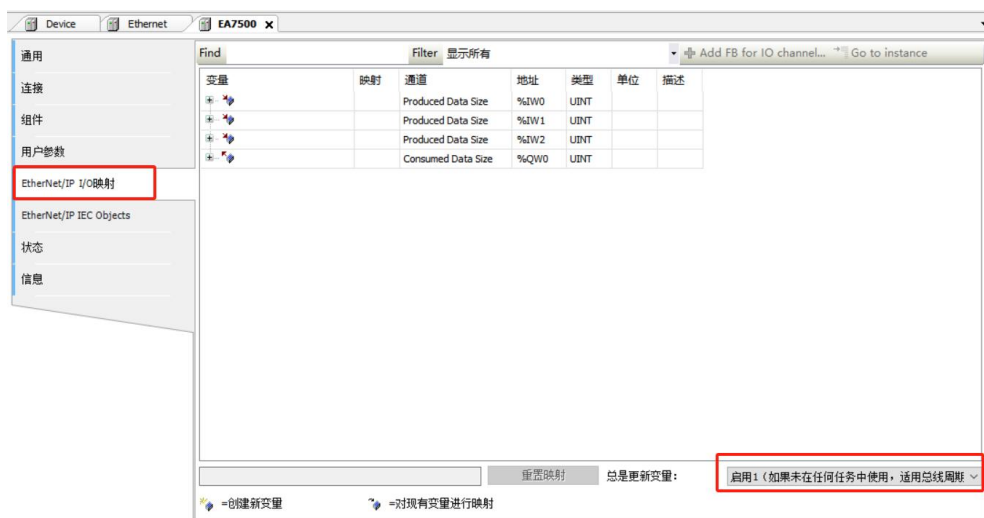 Device Ethernet EA7500
通用
连接
组件
用户参数
EtherNet/IP I/O映射
EtherNet/IP IEC Objects
状态
信息
Find Filter 显示所有 Add FB for IO channel... Go to instance
变量 映射 通道 地址 类型 单位 描述
Produced Data Size %IW0 UINT
Produced Data Size %IW1 UINT
Produced Data Size %IW2 UINT
Consumed Data Size %QW0 UINT
重置映射 总是更新变量: 启用1（如果未在任何任务中使用，适用总线周期
=创建新变量 =对现有变量进行映射